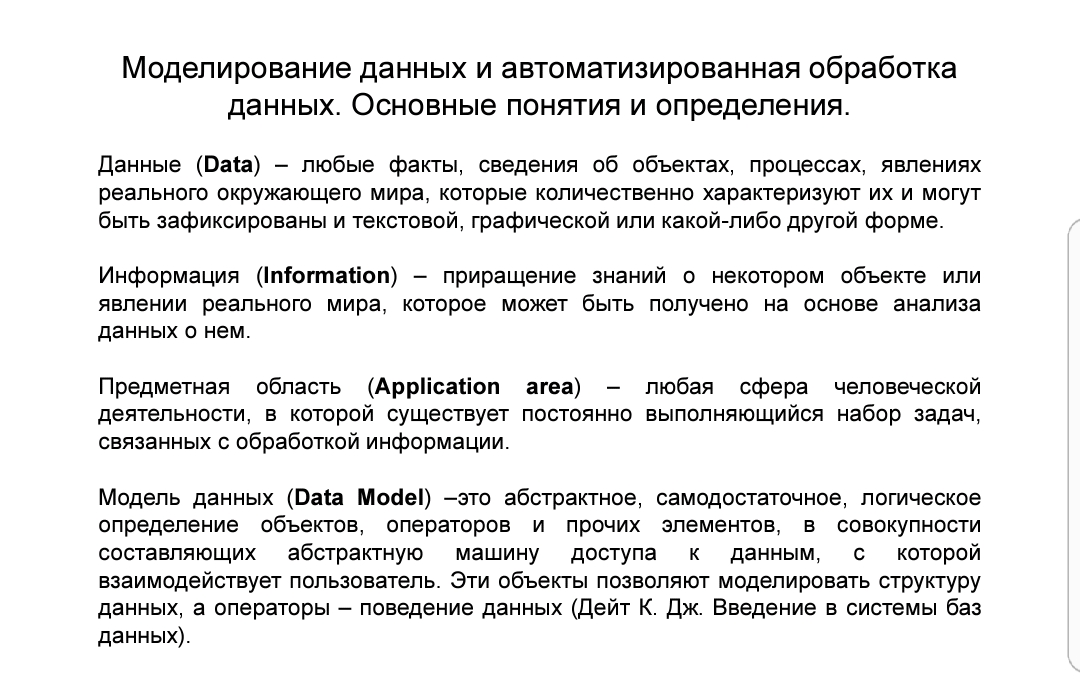 Моделирование данных и автоматизированная обработка
данных. Основные понятия и определения.
Данные (Data) – любые факты, сведения об объектах, процессах, явлениях
реального окружающего мира, которые количественно характеризуют их и могут
быть зафиксированы и текстовой, графической или какой-либо другой форме.
Информация (Information) – приращение знаний о некотором объекте или
явлении реального мира, которое может быть получено на основе анализа
данных о нем.
Предметная область (Application area) – любая сфера человеческой
деятельности, в которой существует постоянно выполняющийся набор задач,
связанных с обработкой информации.
Модель данных (Data Model) –это абстрактное, самодостаточное, логическое
определение объектов, операторов и прочих элементов, в совокупности
составляющих абстрактную машину доступа к данным, с которой
взаимодействует пользователь. Эти объекты позволяют моделировать структуру
данных, а операторы – поведение данных (Дейт К. Дж. Введение в системы баз
данных).